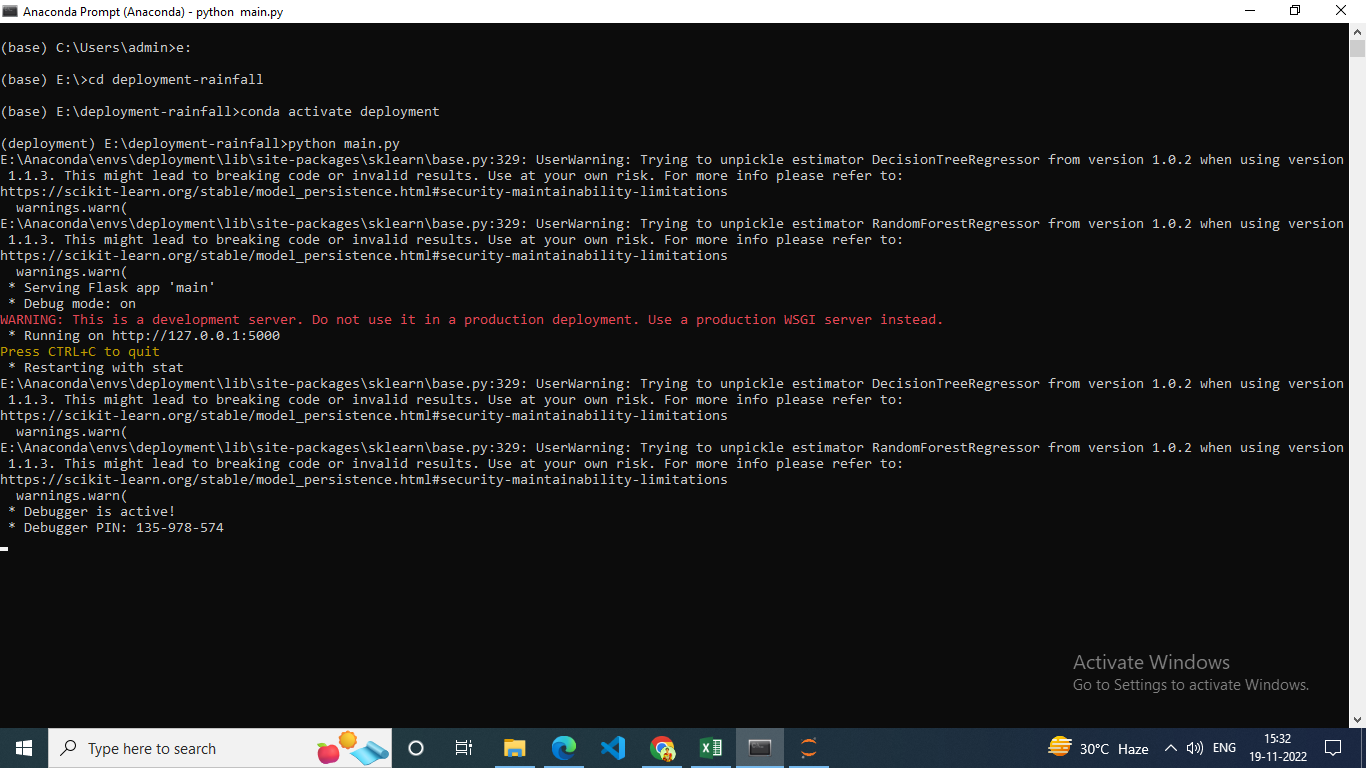 Anaconda Prompt (Anaconda) - python  main.py
(base) C:\Users\admin>e:
(base) E:\>cd deployment-rainfall
(base) E:\deployment-rainfall>conda activate deployment
(deployment) E:\deployment-rainfall>python main.py
E:\Anaconda\envs\deployment\lib\site-packages\sklearn\base.py:329: UserWarning: Trying to unpickle estimator DecisionTreeRegressor from version 1.0.2 when using version
 1.1.3. This might lead to breaking code or invalid results. Use at your own risk. For more info please refer to:
https://scikit-learn.org/stable/model_persistence.html#security-maintainability-limitations
  warnings.warn(
E:\Anaconda\envs\deployment\lib\site-packages\sklearn\base.py:329: UserWarning: Trying to unpickle estimator RandomForestRegressor from version 1.0.2 when using version
 1.1.3. This might lead to breaking code or invalid results. Use at your own risk. For more info please refer to:
https://scikit-learn.org/stable/model_persistence.html#security-maintainability-limitations
  warnings.warn(
 * Serving Flask app 'main'
 * Debug mode: on
WARNING: This is a development server. Do not use it in a production deployment. Use a production WSGI server instead.
 * Running on http://127.0.0.1:5000
Press CTRL+C to quit
 * Restarting with stat
E:\Anaconda\envs\deployment\lib\site-packages\sklearn\base.py:329: UserWarning: Trying to unpickle estimator DecisionTreeRegressor from version 1.0.2 when using version
 1.1.3. This might lead to breaking code or invalid results. Use at your own risk. For more info please refer to:
https://scikit-learn.org/stable/model_persistence.html#security-maintainability-limitations
  warnings.warn(
E:\Anaconda\envs\deployment\lib\site-packages\sklearn\base.py:329: UserWarning: Trying to unpickle estimator RandomForestRegressor from version 1.0.2 when using version
 1.1.3. This might lead to breaking code or invalid results. Use at your own risk. For more info please refer to:
https://scikit-learn.org/stable/model_persistence.html#security-maintainability-limitations
  warnings.warn(
 * Debugger is active!
 * Debugger PIN: 135-978-574
Activate Windows
Go to Settings to activate Windows.
Type here to search
30°C Haze
ENG
15:32
19-11-2022